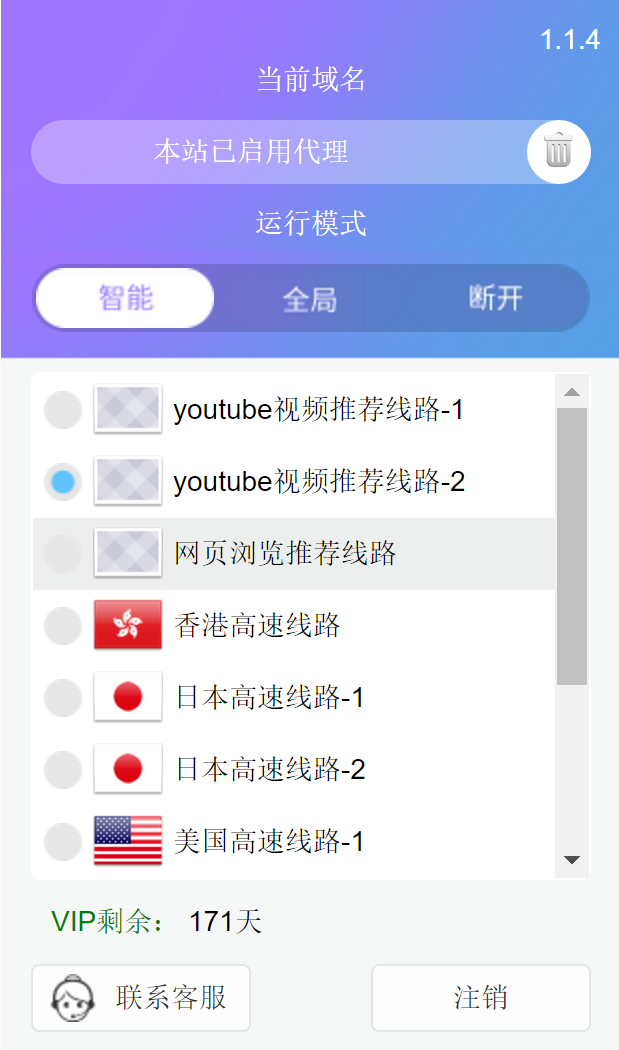 1.1.4
当前域名
本站已启用代理
运行模式
智能 全局 断开
youtube视频推荐线路-1
youtube视频推荐线路-2
网页浏览推荐线路
香港高速线路
日本高速线路-1
日本高速线路-2
美国高速线路-1
VIP剩余： 171天
联系客服 注销